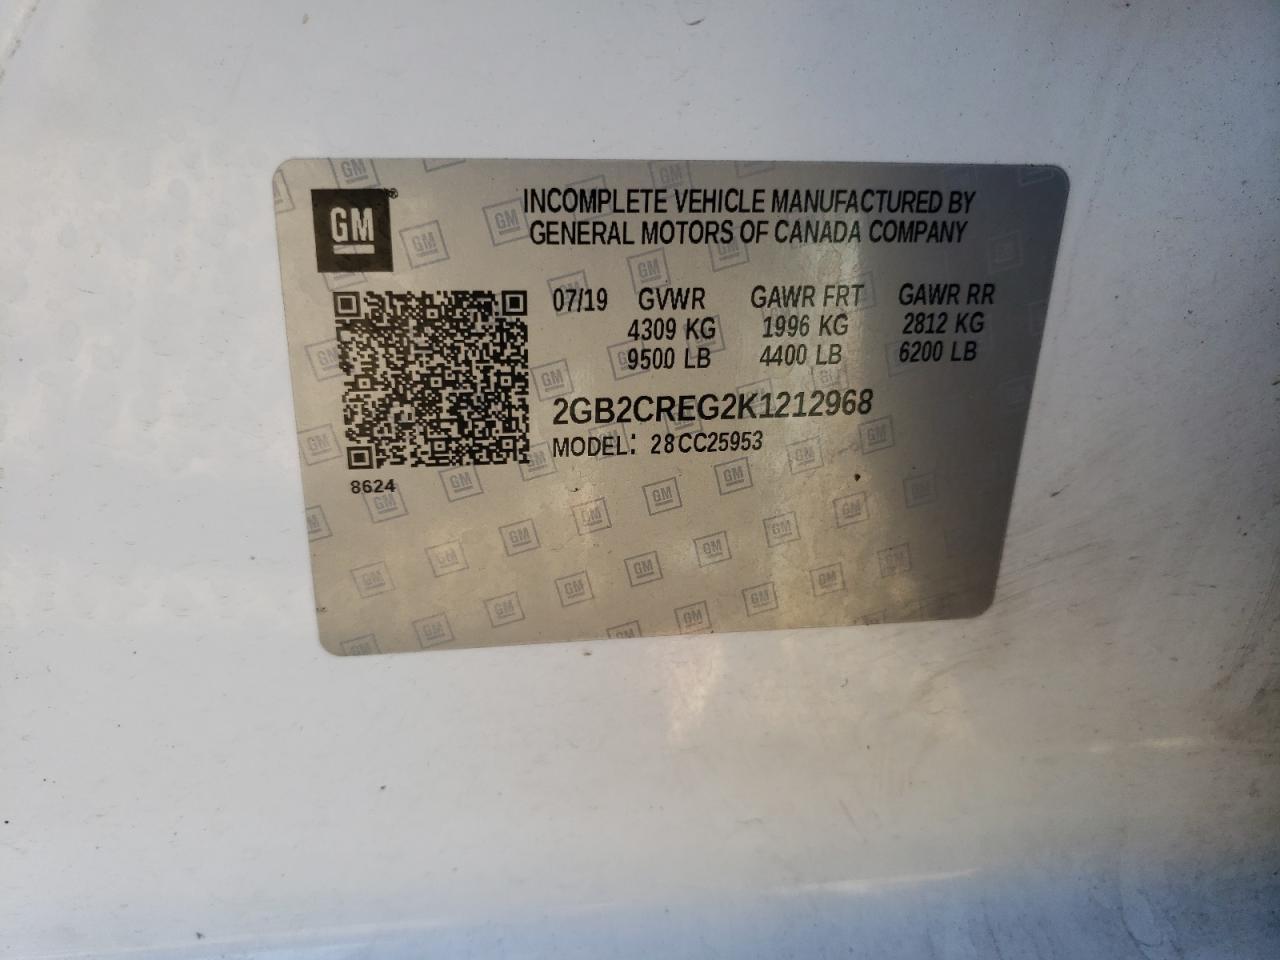 GM®
INCOMPLETE VEHICLE MANUFACTURED BY
GENERAL MOTORS OF CANADA COMPANY
07/19 GVWR GAWR FRT GAWR RR
4309 KG 1996 KG 2812 KG
9500 LB 4400 LB 6200 LB
2GB2CREG2K1212968
MODEL: 28CC25953
8624